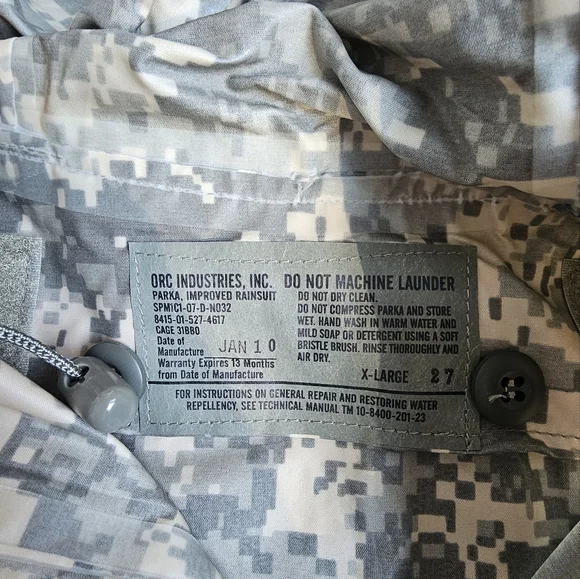 ORC INDUSTRIES, INC.
PARKA, IMPROVED RAINSUIT
SPM1C1-07-D-N032
8415-01-527-4617
CAGE 31BB0
Date of
Manufacture JAN 10
Warranty Expires 13 Months
from Date of Manufacture
DO NOT MACHINE LAUNDER
DO NOT DRY CLEAN.
DO NOT COMPRESS PARKA AND STORE
WET. HAND WASH IN WARM WATER AND
MILD SOAP OR DETERGENT USING A SOFT
BRISTLE BRUSH. RINSE THOROUGHLY AND
AIR DRY.
X-LARGE 27
FOR INSTRUCTIONS ON GENERAL REPAIR AND RESTORING WATER
REPELLENCY, SEE TECHNICAL MANUAL TM 10-8400-201-23